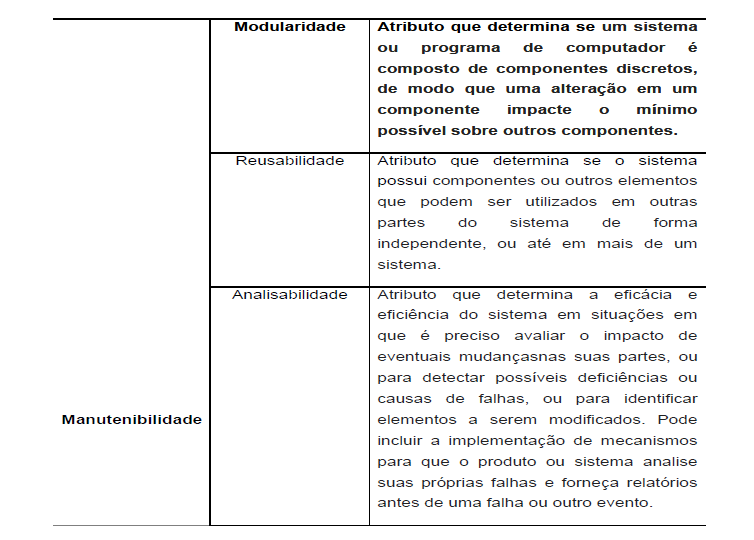 Modularidade
Atributo que determina se um sistema
ou programa de computador é
composto de componentes discretos,
de modo que uma alteração em um
componente impacte o mínimo
possível sobre outros componentes.
Reusabilidade
Atributo que determina se o sistema
possui componentes ou outros elementos
que podem ser utilizados em outras
partes do sistema de forma
independente, ou até em mais de um
sistema.
Analisabilidade
Atributo que determina a eficácia e
eficiência do sistema em situações em
que é preciso avaliar o impacto de
eventuais mudançasnas suas partes, ou
para detectar possíveis deficiências ou
causas de falhas, ou para identificar
elementos a serem modificados. Pode
incluir a implementação de mecanismos
para que o produto ou sistema analise
suas próprias falhas e forneça relatórios
antes de uma falha ou outro evento.
Manutenibilidade